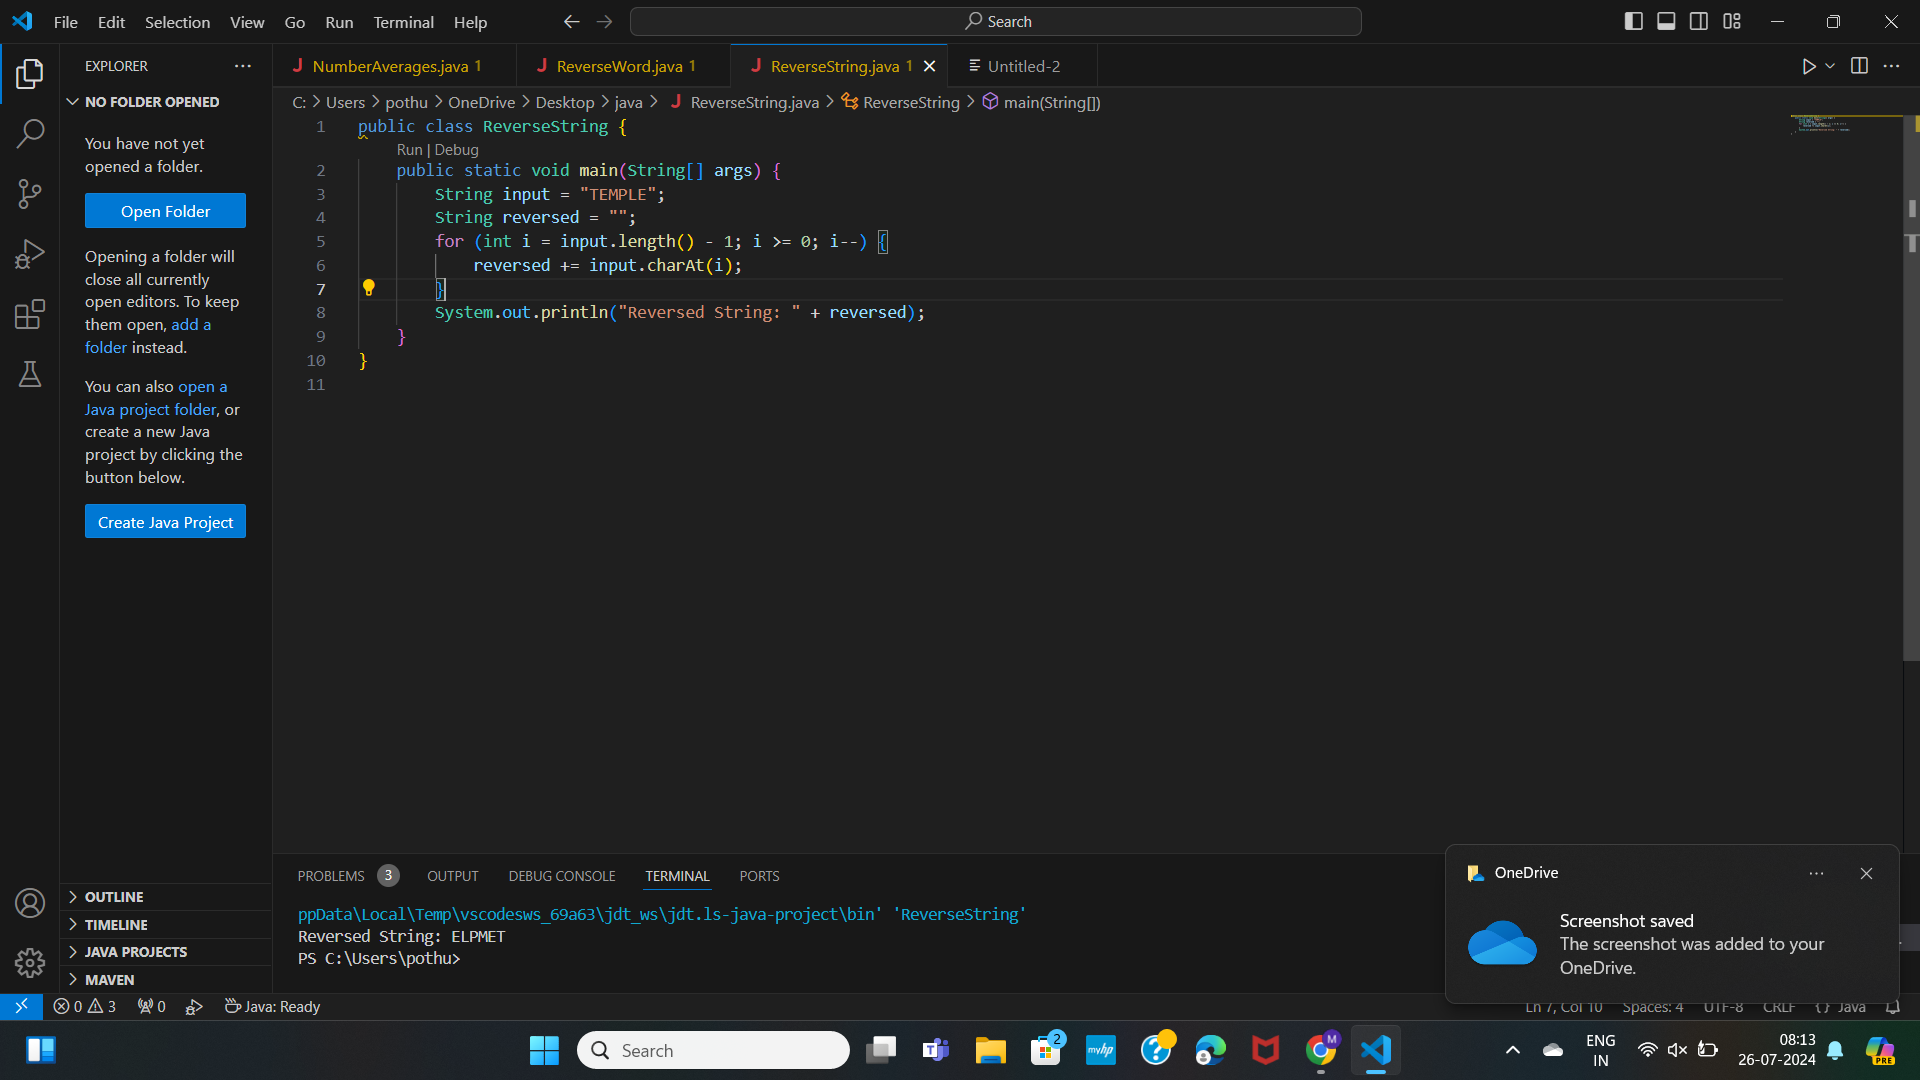 File Edit Selection View Go Run Terminal Help
Search
EXPLORER
NumberAverages.java 1
ReverseWord.java 1
ReverseString.java 1
Untitled-2
NO FOLDER OPENED
You have not yet
opened a folder.
Open Folder
Opening a folder will
close all currently
open editors. To keep
them open, add a
folder instead.
You can also open a
Java project folder, or
create a new Java
project by clicking the
button below.
Create Java Project
OUTLINE
TIMELINE
JAVA PROJECTS
MAVEN
C: > Users > pothu > OneDrive > Desktop > java > ReverseString.java > ReverseString > main(String[])
1 public class ReverseString {
Run | Debug
2 public static void main(String[] args) {
3 String input = "TEMPLE";
4 String reversed = "";
5 for (int i = input.length() - 1; i >= 0; i--) {
6 reversed += input.charAt(i);
7 }
8 System.out.println("Reversed String: " + reversed);
9 }
10 }
11
PROBLEMS 3 OUTPUT DEBUG CONSOLE TERMINAL PORTS
ppData\Local\Temp\vscodesws_69a63\jdt_ws\jdt.ls-java-project\bin' 'ReverseString'
Reversed String: ELPMET
PS C:\Users\pothu>
OneDrive
Screenshot saved
The screenshot was added to your
OneDrive.
0 3 0 Java: Ready
Ln 7, Col 10 Spaces: 4 UTF-8 CRLF {} Java
Search
2
myhp
M
ENG
IN
08:13
26-07-2024
PRE